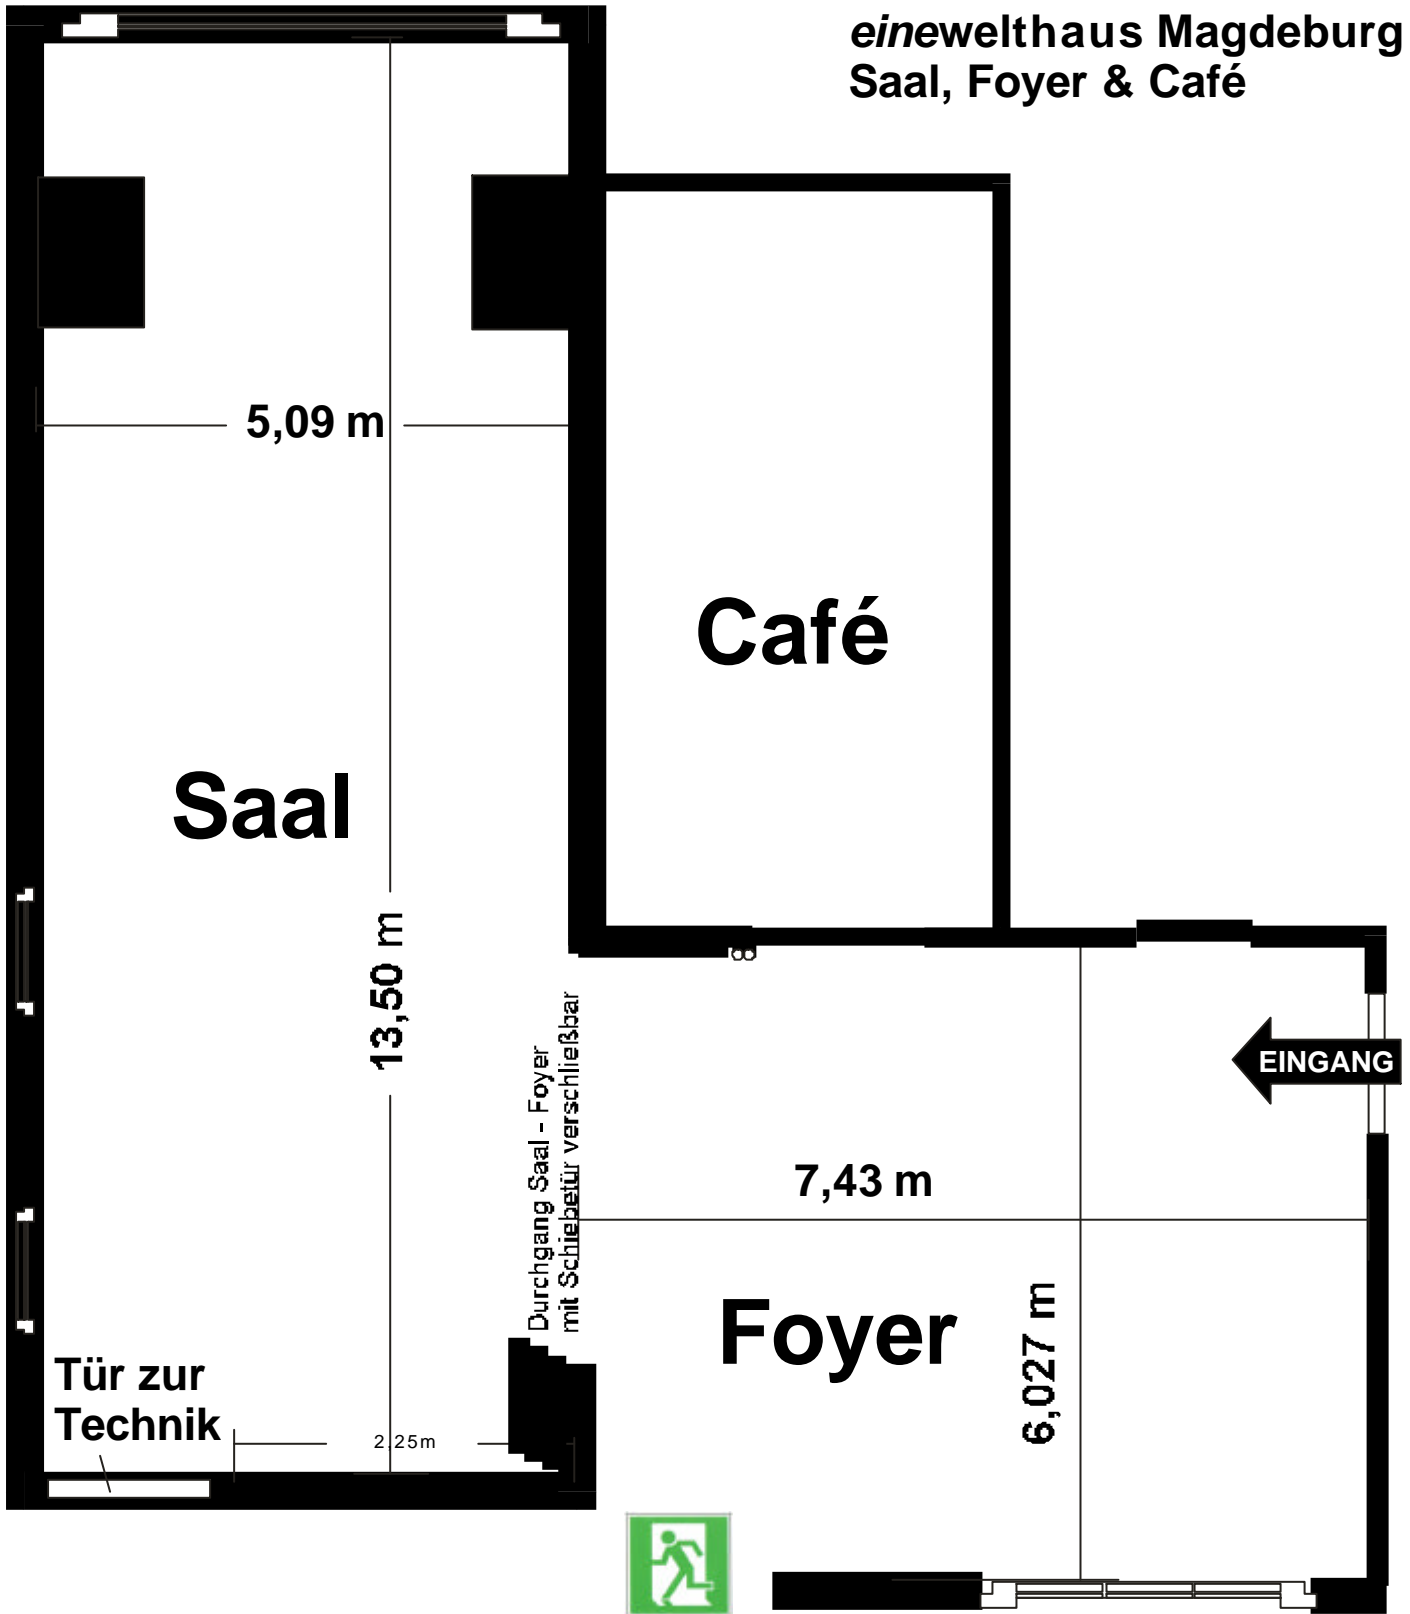 einewelthaus Magdeburg
Saal, Foyer & Café
5,09 m
Café
Saal
13,50 m
Durchgang Saal - Foyer
mit Schiebetür verschließbar
EINGANG
7,43 m
Foyer
6,027 m
Tür zur
Technik
2,25m